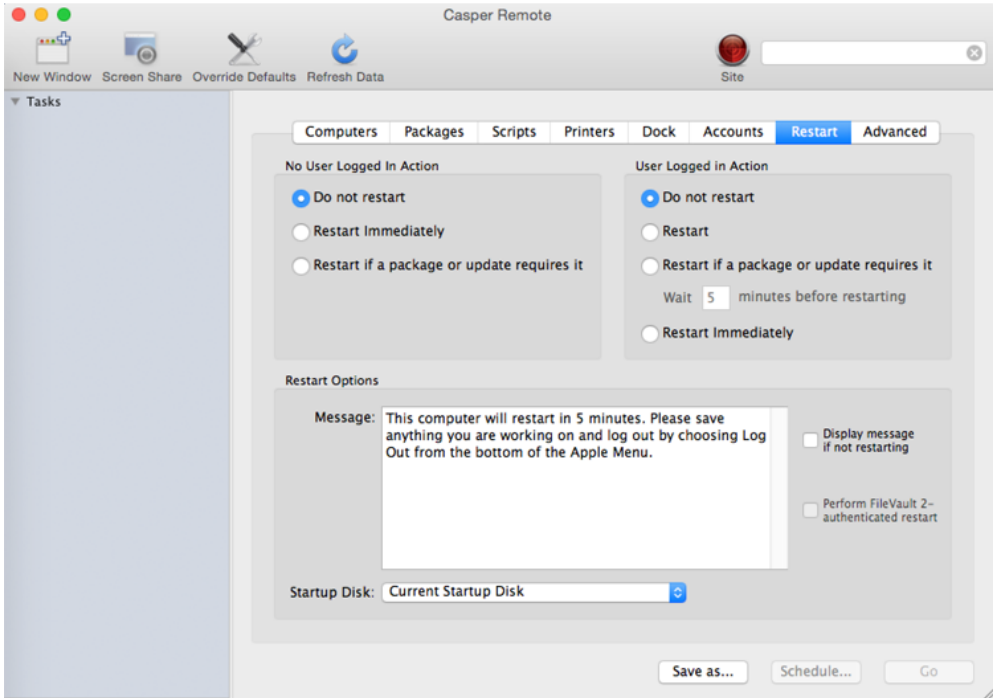 Casper Remote
New Window
Screen Share
Override Defaults
Refresh Data
Site
Tasks
Computers
Packages
Scripts
Printers
Dock
Accounts
Restart
Advanced
No User Logged In Action
Do not restart
Restart Immediately
Restart if a package or update requires it
User Logged in Action
Do not restart
Restart
Restart if a package or update requires it
Wait 5 minutes before restarting
Restart Immediately
Restart Options
Message:
This computer will restart in 5 minutes. Please save
anything you are working on and log out by choosing Log
Out from the bottom of the Apple Menu.
Display message
if not restarting
Perform FileVault 2-
authenticated restart
Startup Disk: Current Startup Disk
Save as...
Schedule...
Go